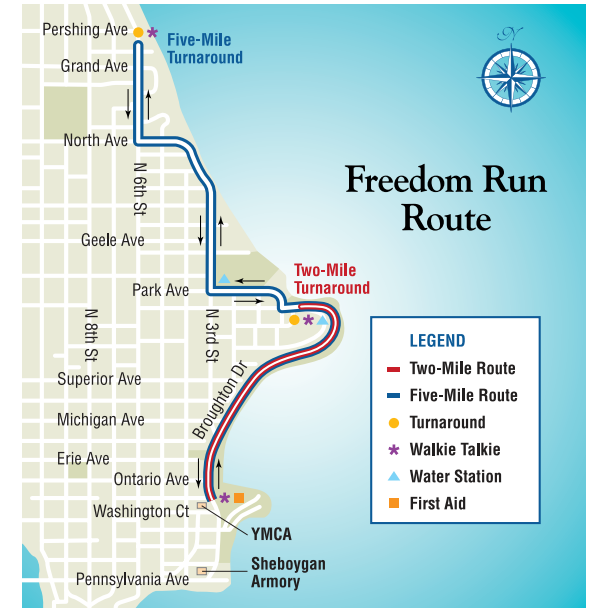 N
Pershing Ave
Five-Mile
Turnaround
Grand Ave
North Ave
N 6th St
Freedom Run
Route
Geele Ave
Two-Mile
Turnaround
Park Ave
N 8th St
N 3rd St
LEGEND
Two-Mile Route
Five-Mile Route
Turnaround
Walkie Talkie
Water Station
First Aid
Superior Ave
Broughton Dr
Michigan Ave
Erie Ave
Ontario Ave
Washington Ct
YMCA
Sheboygan
Armory
Pennsylvania Ave